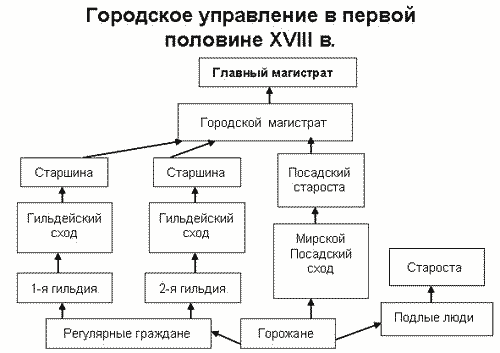 Городское управление в первой
половине XVIII в.
Главный магистрат
Городской магистрат
Старшина
Старшина
Посадский
староста
Гильдейский
сход
Гильдейский
сход
Мирской
Посадский
сход
Староста
1-я гильдия.
2-я гильдия.
Подлые люди
Регулярные граждане
Горожане